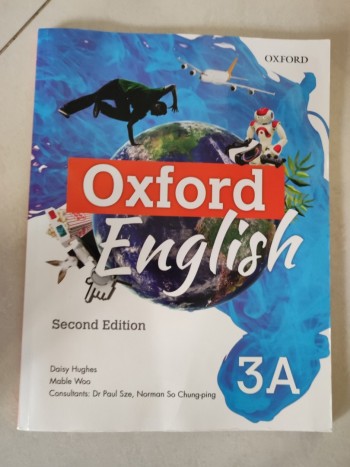 OXFORD
Oxford
English
Second Edition
Daisy Hughes
Mable Woo
Consultants: Dr Paul Sze, Norman So Chung-ping
3A